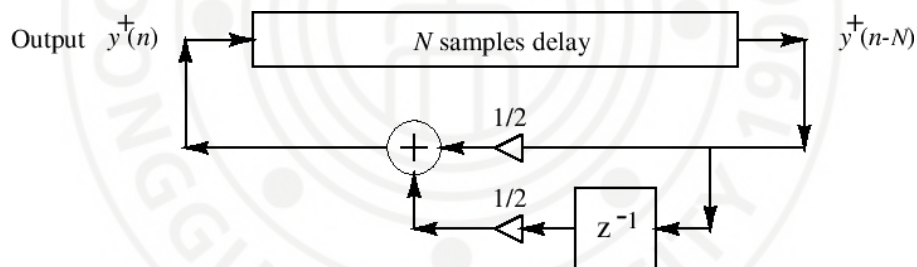 Output y⁺(n)
N samples delay
y⁺(n-N)
1/2
+
1/2
z⁻¹